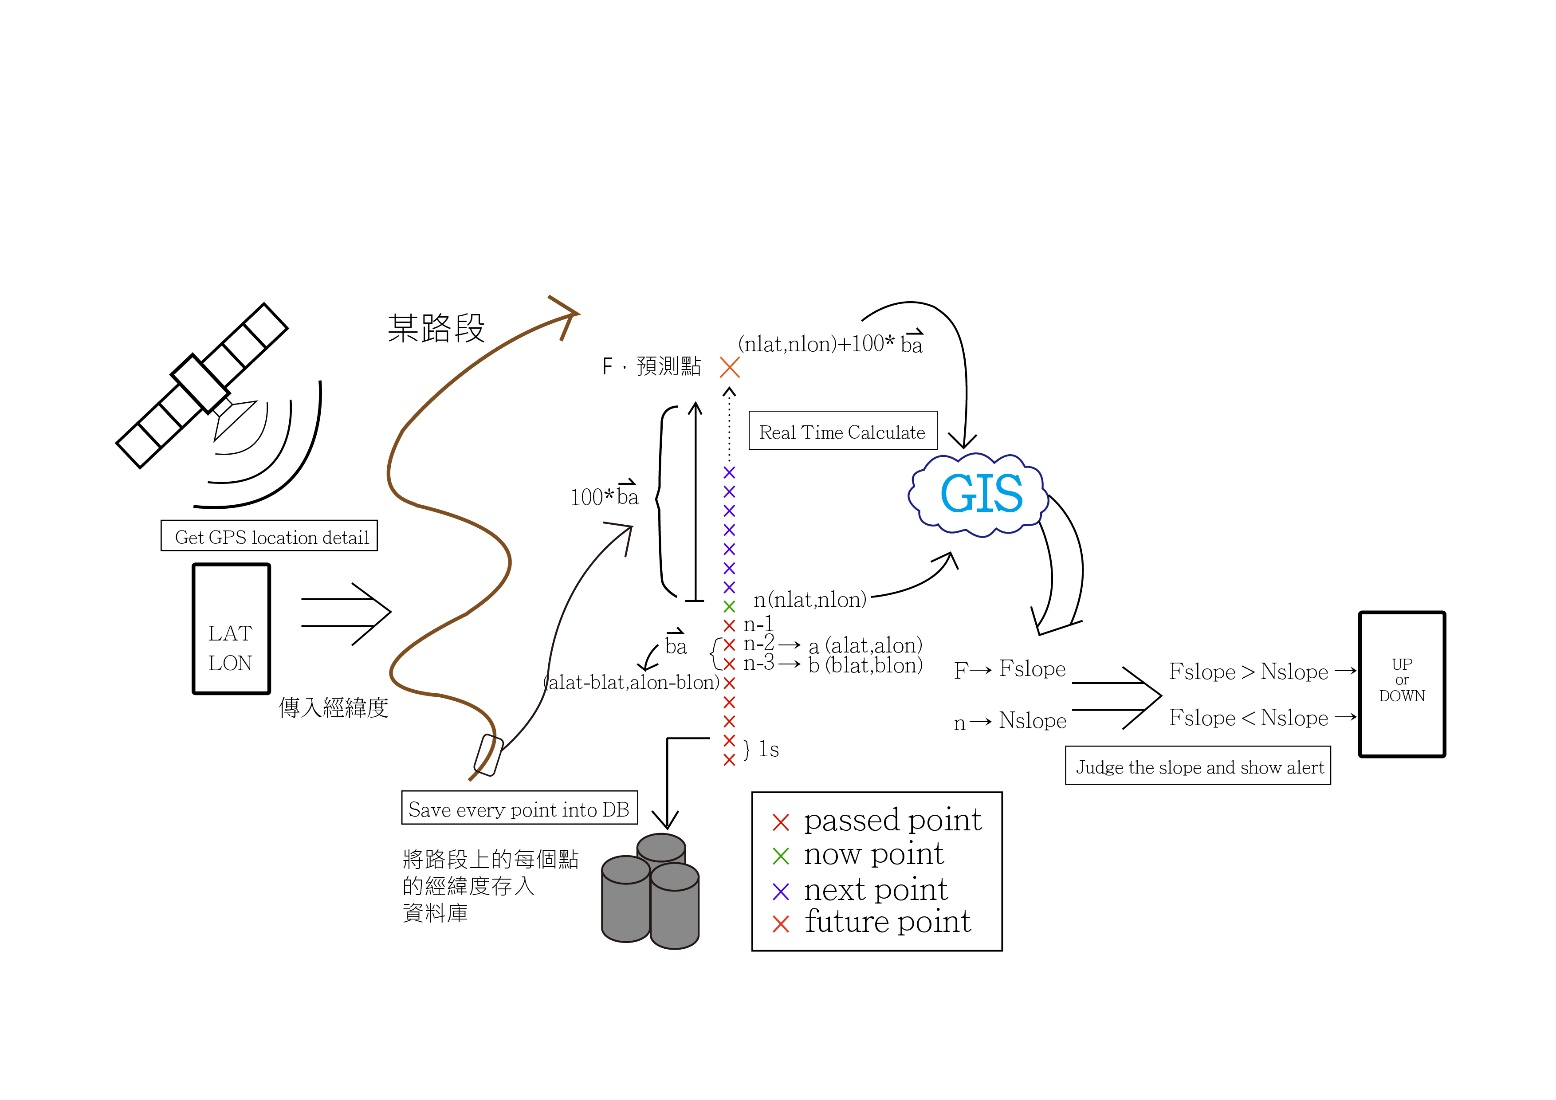 某路段
Get GPS location detail
LAT
LON
傳入經緯度
F,預測點
(nlat,nlon)+100* ba
Real Time Calculate
100*ba
GIS
n(nlat,nlon)
n-1
n-2→ a (alat,alon)
n-3→ b (blat,blon)
ba
(alat-blat,alon-blon)
} 1s
Save every point into DB
將路段上的每個點
的經緯度存入
資料庫
× passed point
× now point
× next point
× future point
F→ Fslope
n→ Nslope
Fslope > Nslope →
Fslope < Nslope →
UP
or
DOWN
Judge the slope and show alert